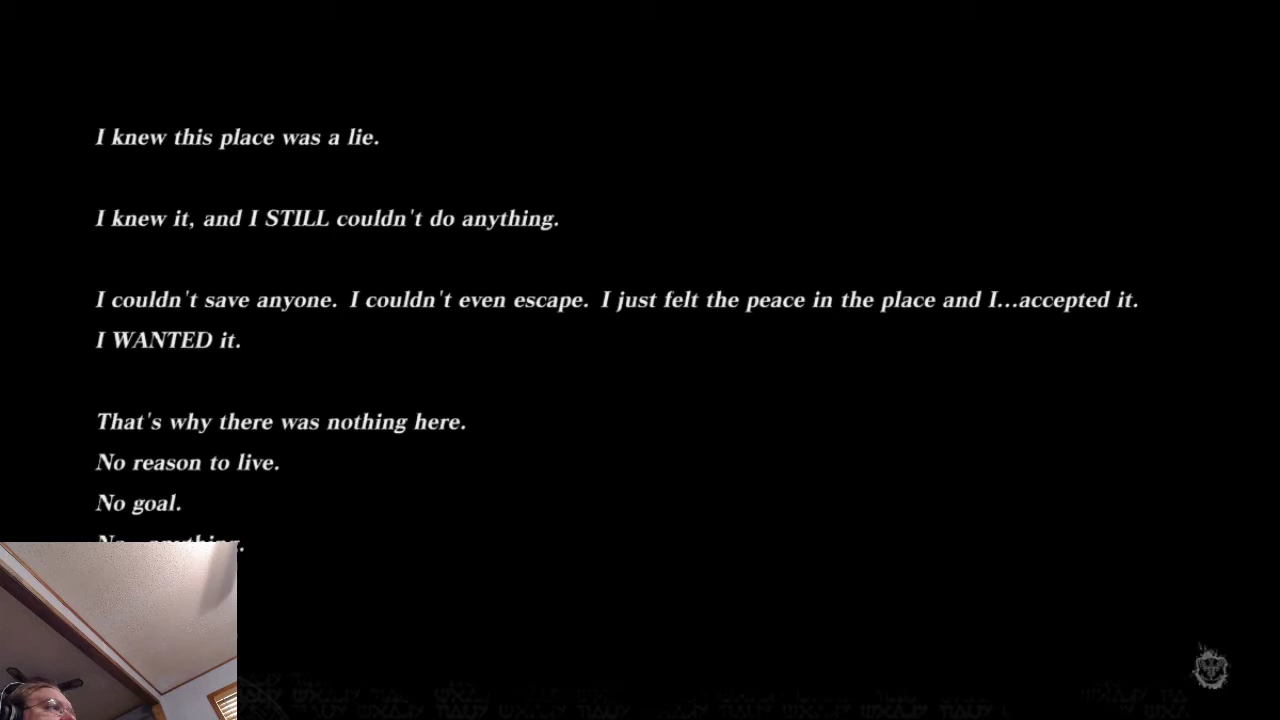 I knew this place was a lie.
I knew it, and I STILL couldn't do anything.
I couldn't save anyone. I couldn't even escape. I just felt the peace in the place and I...accepted it.
I WANTED it.
That's why there was nothing here.
No reason to live.
No goal.